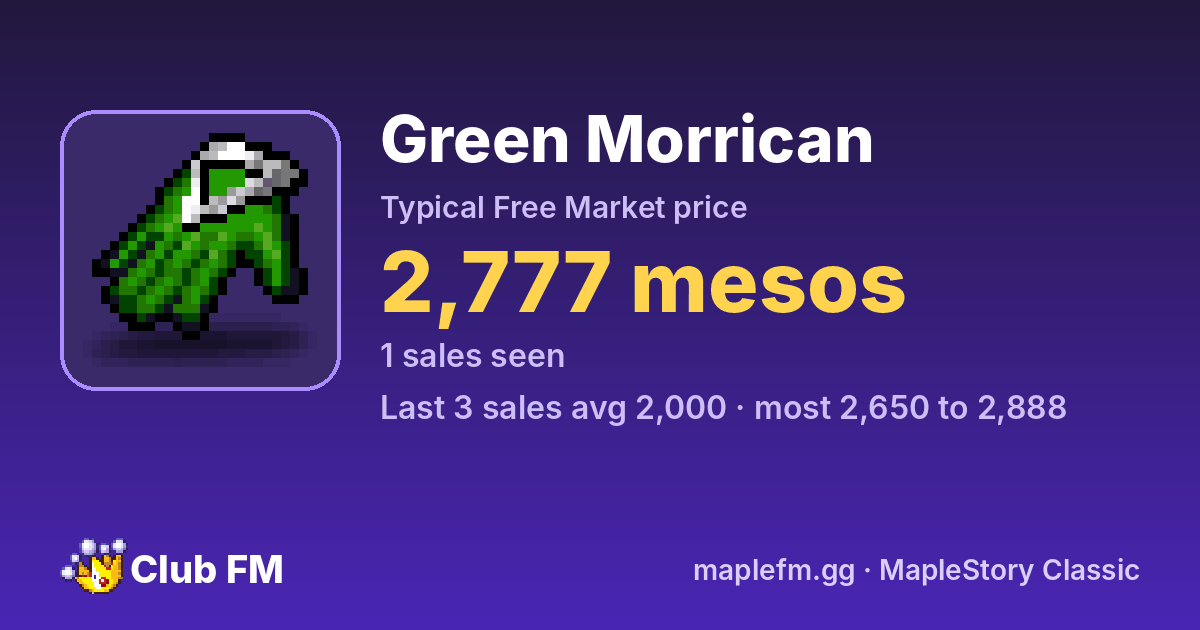 Green Morrican
Typical Free Market price
2,777 mesos
1 sales seen
Last 3 sales avg 2,000 · most 2,650 to 2,888
Club FM
maplefm.gg · MapleStory Classic